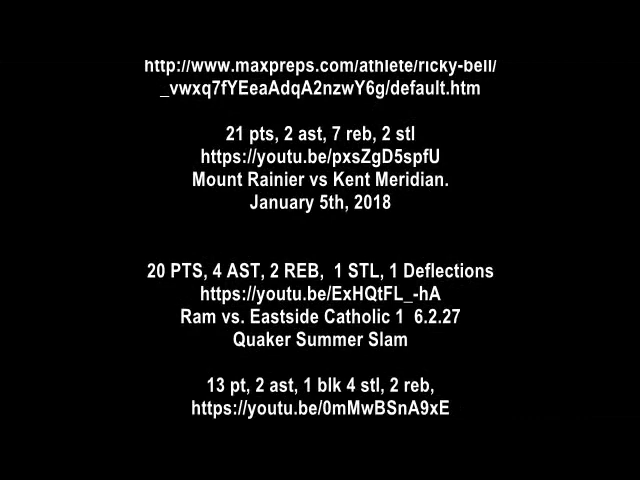 http://www.maxpreps.com/athlete/ricky-bell/
_vwxq7fYEeaAdqA2nzwY6g/default.htm
21 pts, 2 ast, 7 reb, 2 stl
https://youtu.be/pxsZgD5spfU
Mount Rainier vs Kent Meridian.
January 5th, 2018
20 PTS, 4 AST, 2 REB,  1 STL, 1 Deflections
https://youtu.be/ExHQtFL_-hA
Ram vs. Eastside Catholic 1  6.2.27
Quaker Summer Slam
13 pt, 2 ast, 1 blk 4 stl, 2 reb,
https://youtu.be/0mMwBSnA9xE